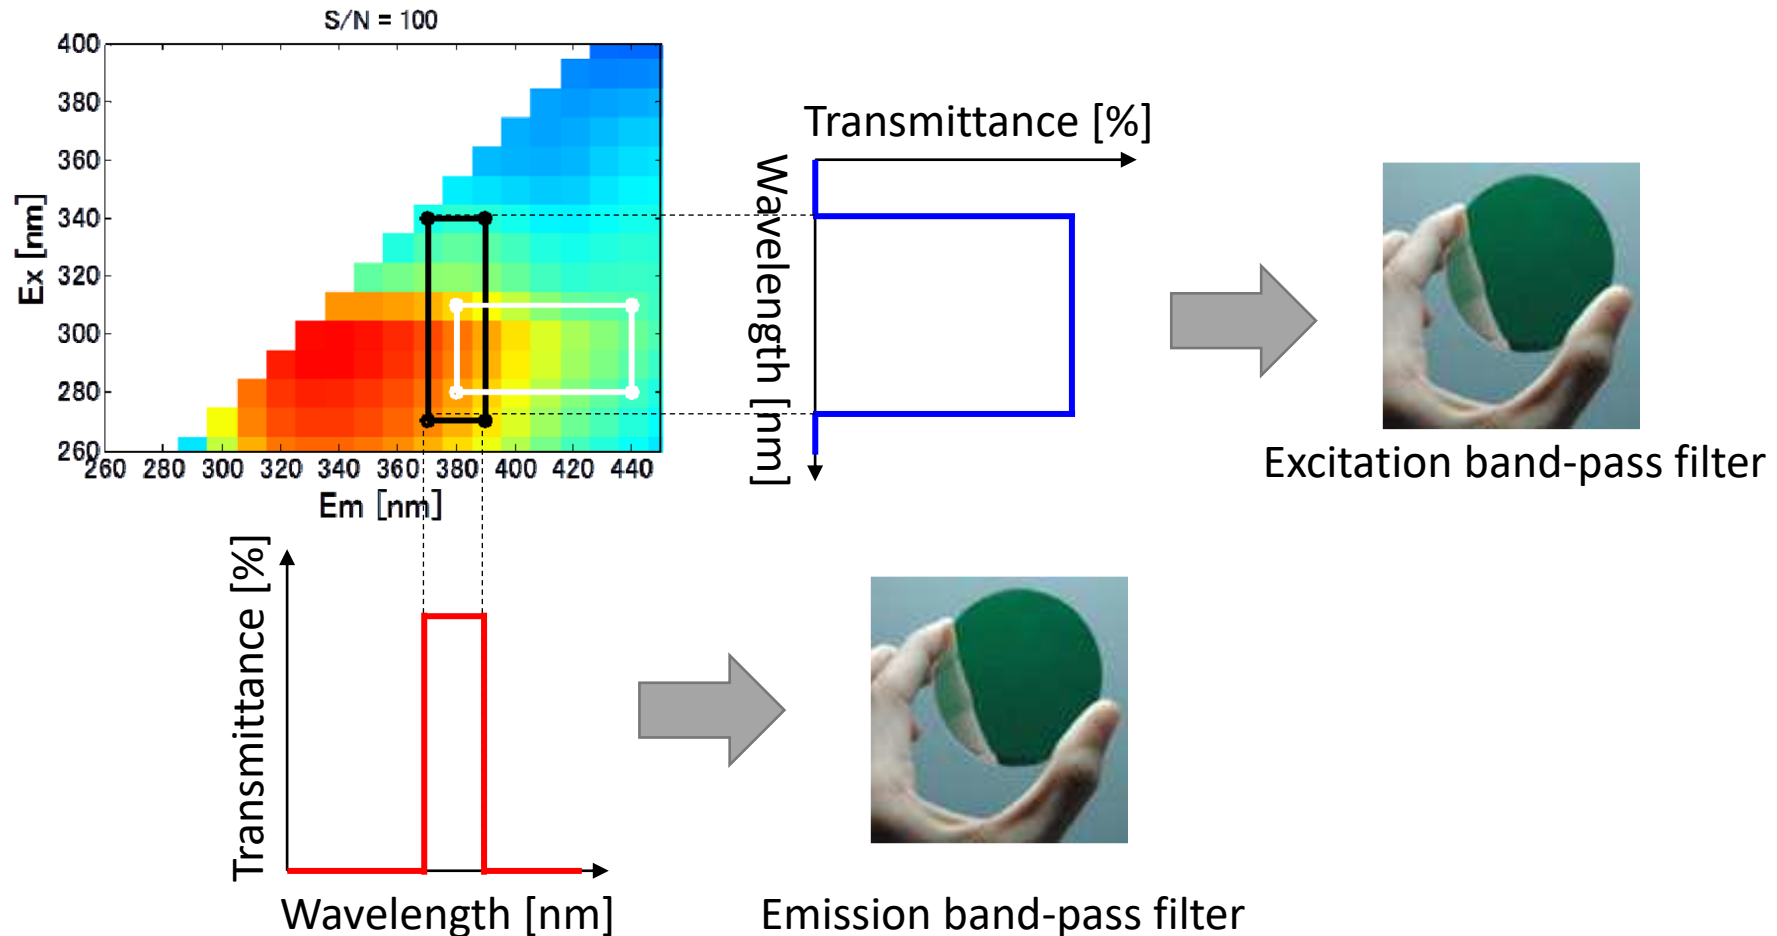 S/N = 100
400
380
360
340
320
300
280
260
Ex [nm]
260 280 300 320 340 360 380 400 420 440
Em [nm]
Transmittance [%]
Wavelength [nm]
Excitation band-pass filter
Transmittance [%]
Wavelength [nm]
Emission band-pass filter